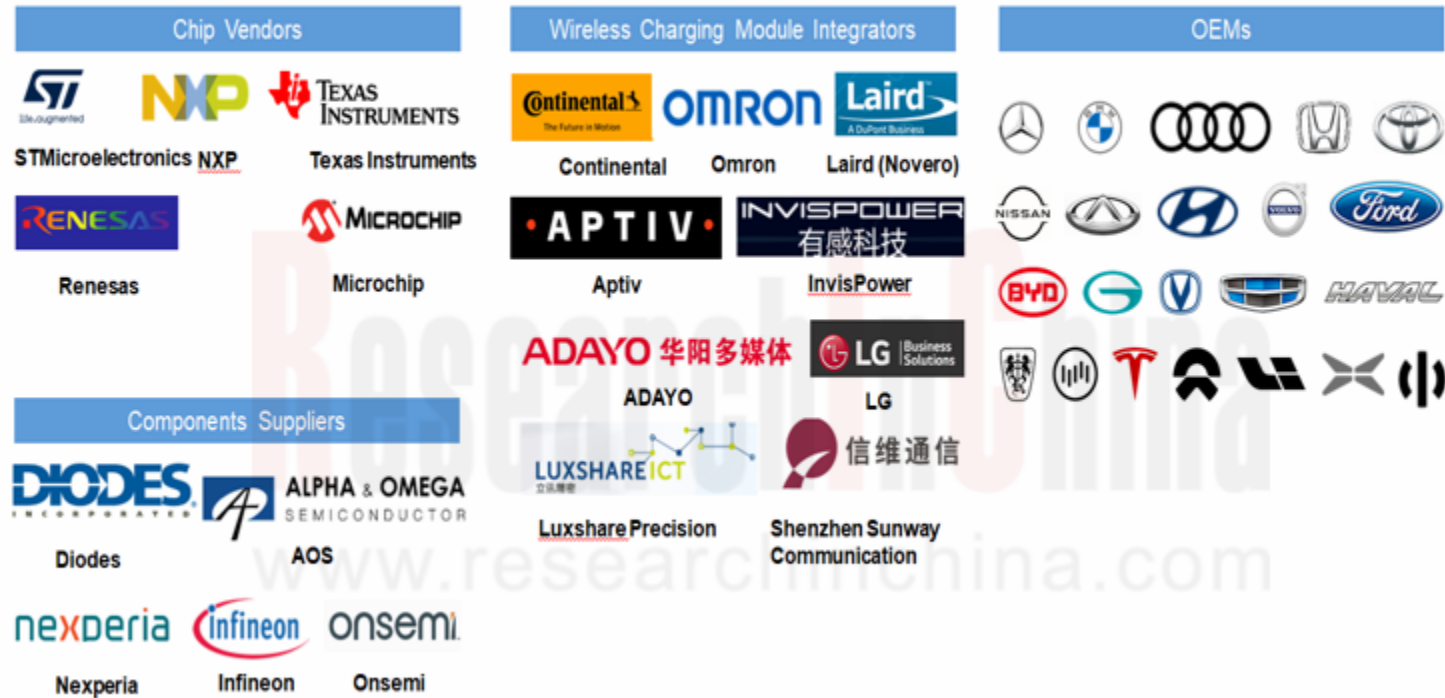 Chip Vendors
ST
life.augmented
NXP
TEXAS
INSTRUMENTS
STMicroelectronics NXP Texas Instruments
RENESAS
MICROCHIP
Renesas
Microchip
Components Suppliers
DIODES
INCORPORATED
ALPHA & OMEGA
SEMICONDUCTOR
Diodes
AOS
nexperia
infineon
onsemi
Nexperia
Infineon
Onsemi
Wireless Charging Module Integrators
Continental
The Future in Motion
OMRON
Laird
A DuPont Business
Continental
Omron
Laird (Novero)
• APTIV •
INVISPOWER
有感科技
Aptiv
InvisPower
ADAYO 华阳多媒体
LG Business
Solutions
ADAYO
LG
LUXSHARE ICT
立讯精密
信维通信
Luxshare Precision
Shenzhen Sunway
Communication
OEMs
NISSAN
VOLVO
Ford
BYD
HAVAL
ResearchInChina
www.researchinchina.com